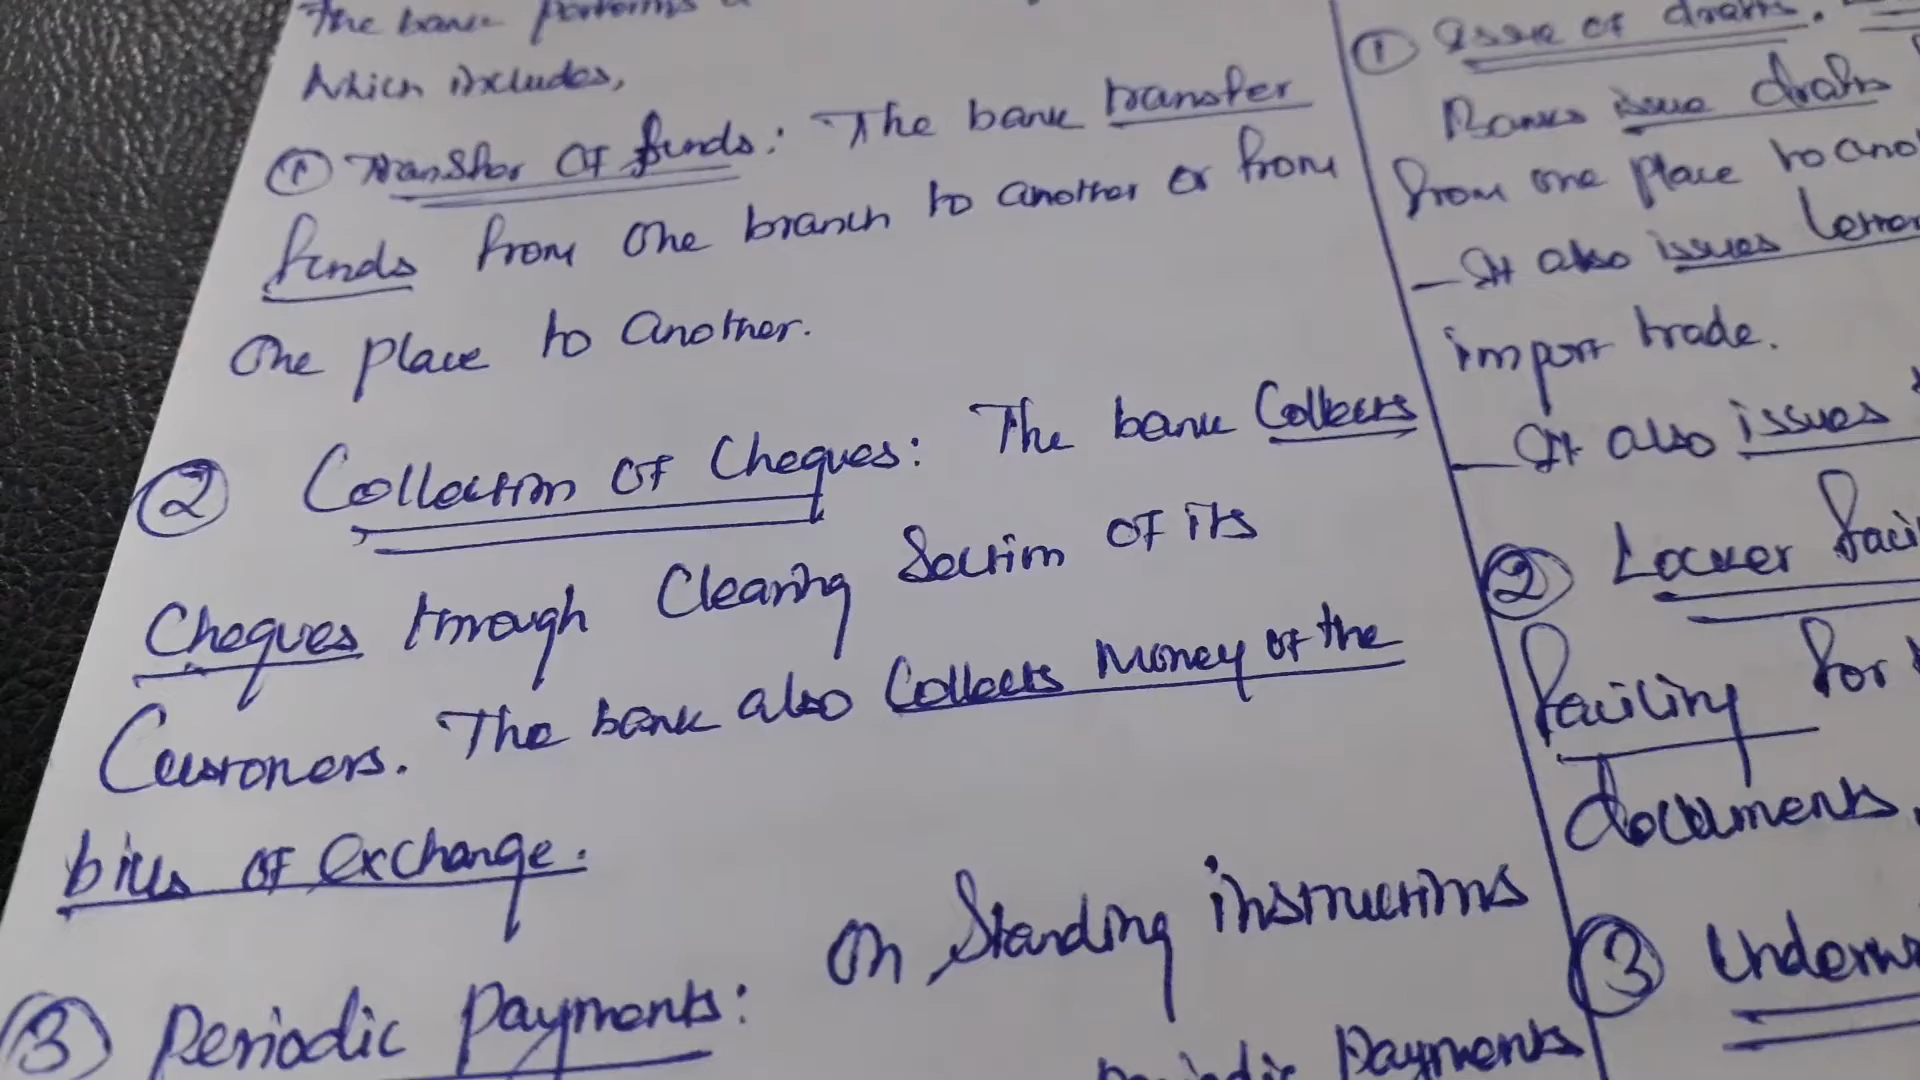 The bank performs
Which includes,
① Transfer of funds: The bank transfer
funds from one branch to another or from
one place to another.
② Collection of Cheques: The bank Collects
Cheques through Clearing Section of its
Customers. The bank also Collects Money of the
bills of exchange.
③ Periodic Payments: On Standing instructions
Periodic Payments
① Issue of drafts.
Banks issue drafts
from one place to
- It also issues
import trade.
- It also issues
② Locker
facility for
documents.
③